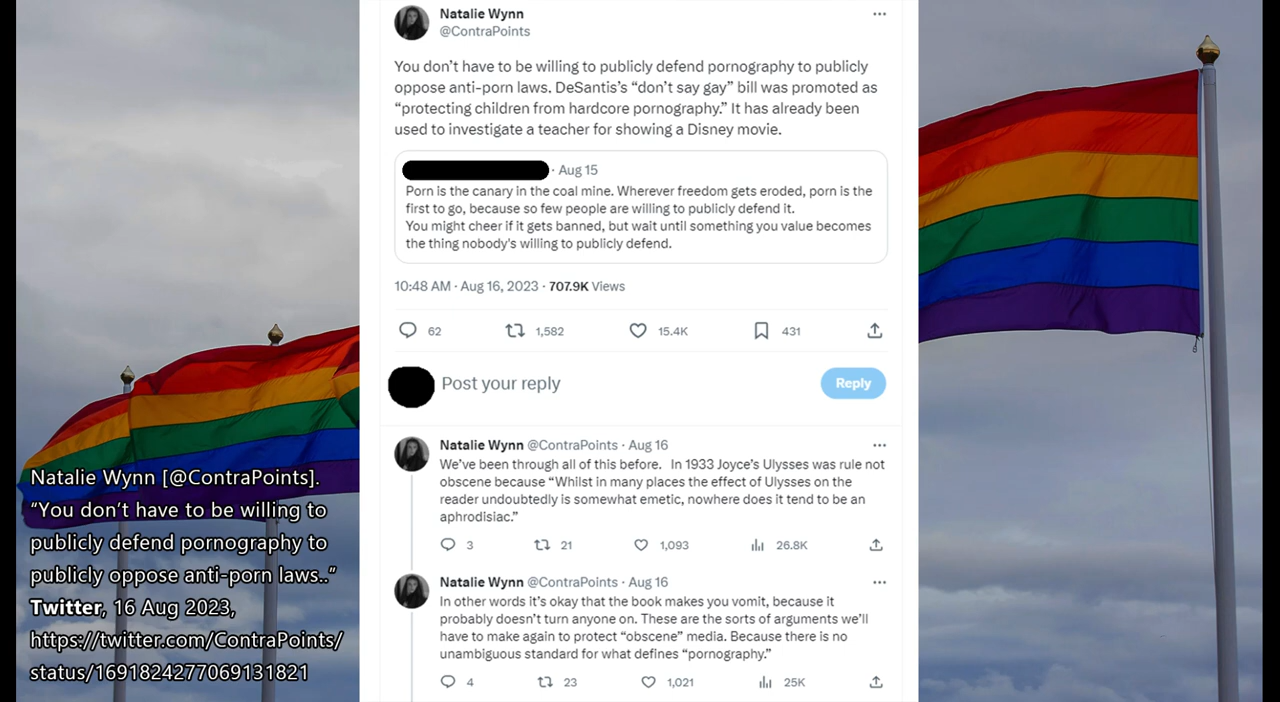 Natalie Wynn
@ContraPoints
You don't have to be willing to publicly defend pornography to publicly
oppose anti-porn laws. DeSantis's “don't say gay” bill was promoted as
“protecting children from hardcore pornography.” It has already been
used to investigate a teacher for showing a Disney movie.
· Aug 15
Porn is the canary in the coal mine. Wherever freedom gets eroded, porn is the
first to go, because so few people are willing to publicly defend it.
You might cheer if it gets banned, but wait until something you value becomes
the thing nobody's willing to publicly defend.
10:48 AM · Aug 16, 2023 · 707.9K Views
62 1,582 15.4K 431
Post your reply Reply
Natalie Wynn @ContraPoints · Aug 16
We've been through all of this before. In 1933 Joyce's Ulysses was rule not
obscene because “Whilst in many places the effect of Ulysses on the
reader undoubtedly is somewhat emetic, nowhere does it tend to be an
aphrodisiac.”
3 21 1,093 26.8K
Natalie Wynn @ContraPoints · Aug 16
In other words it's okay that the book makes you vomit, because it
probably doesn't turn anyone on. These are the sorts of arguments we'll
have to make again to protect “obscene” media. Because there is no
unambiguous standard for what defines “pornography.”
4 23 1,021 25K
Natalie Wynn [@ContraPoints].
“You don't have to be willing to
publicly defend pornography to
publicly oppose anti-porn laws..”
Twitter, 16 Aug 2023,
https://twitter.com/ContraPoints/
status/1691824277069131821